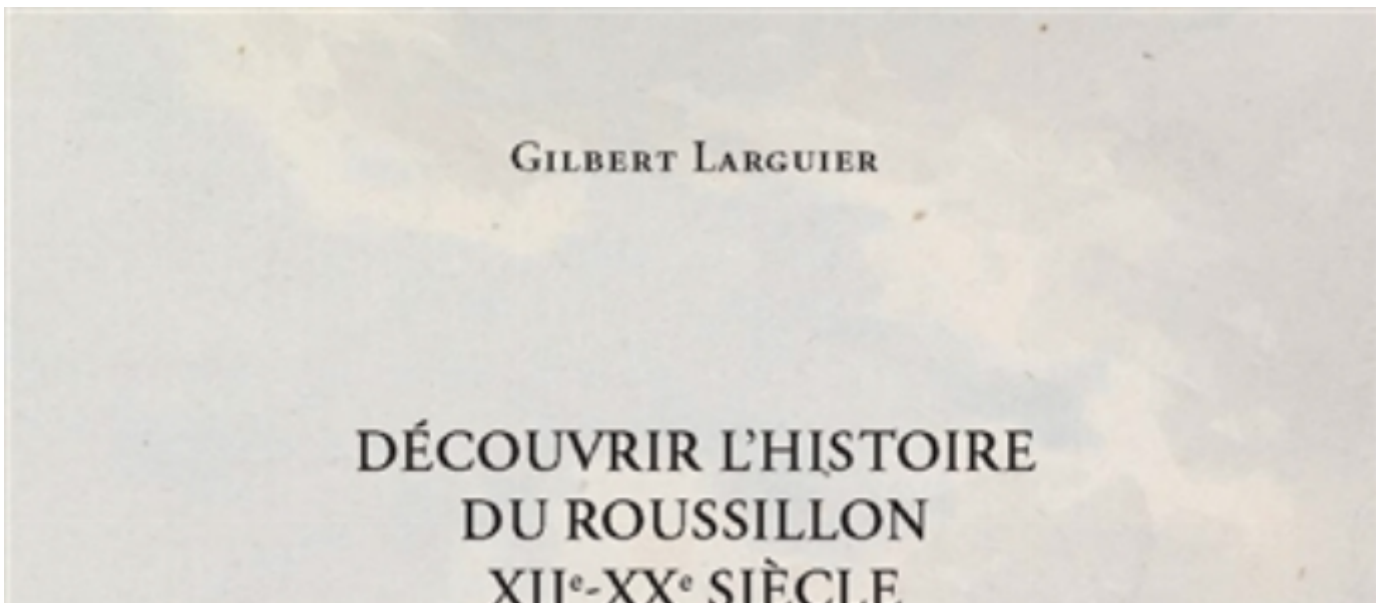 GILBERT LARGUIER
DÉCOUVRIR L'HISTOIRE
DU ROUSSILLON
XIIe-XXe SIÈCLE